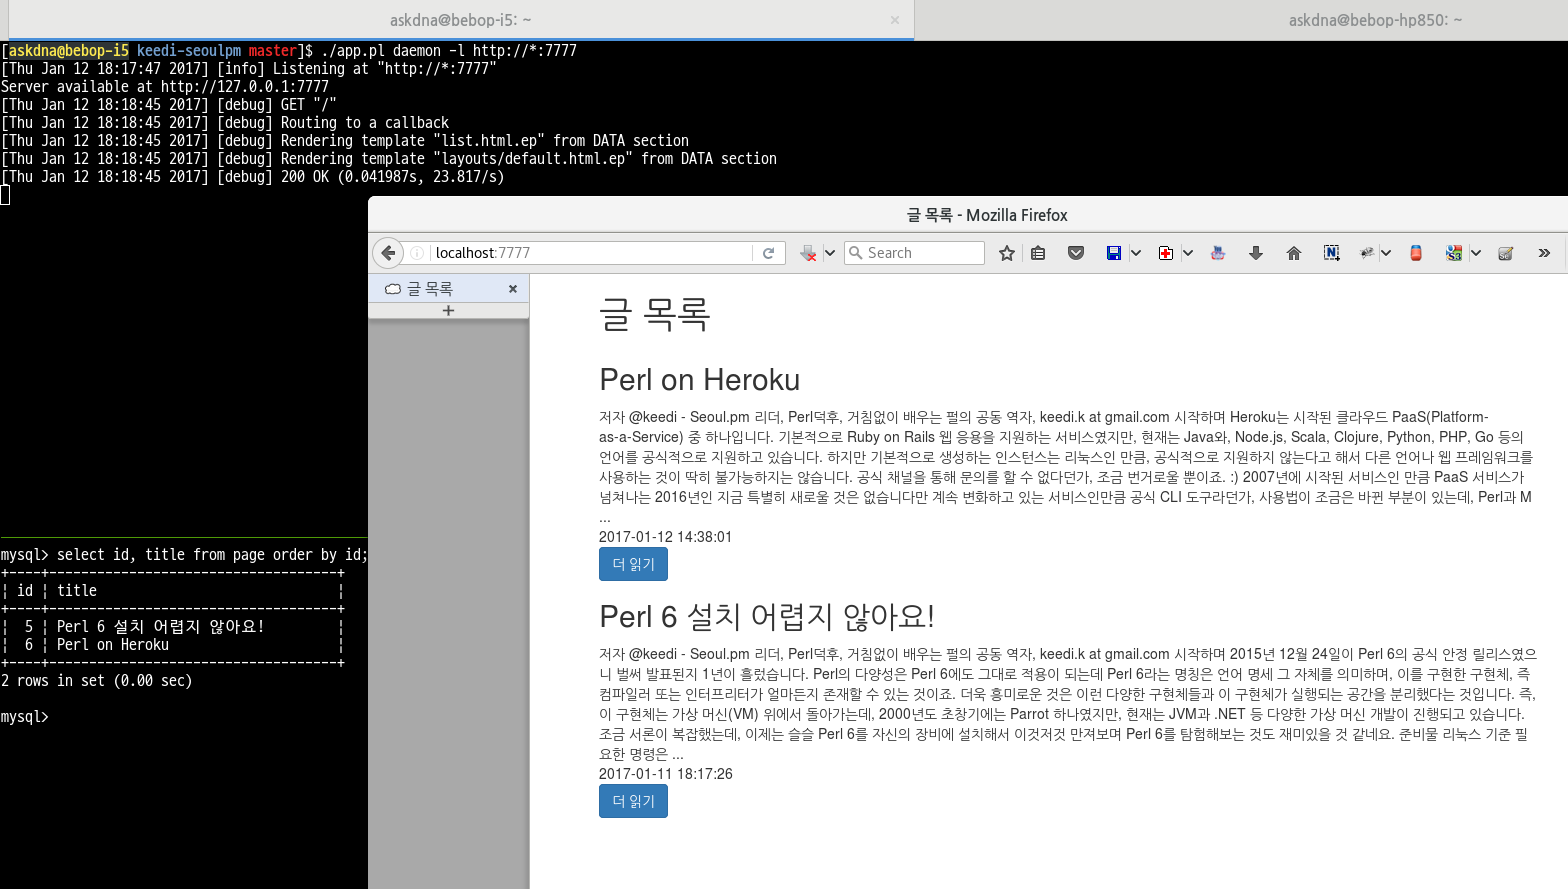 askdna@bebop-i5: ~
askdna@bebop-hp850: ~
[askdna@bebop-i5 keedi-seoulpm master]$ ./app.pl daemon -l http://*:7777
[Thu Jan 12 18:17:47 2017] [info] Listening at "http://*:7777"
Server available at http://127.0.0.1:7777
[Thu Jan 12 18:18:45 2017] [debug] GET "/"
[Thu Jan 12 18:18:45 2017] [debug] Routing to a callback
[Thu Jan 12 18:18:45 2017] [debug] Rendering template "list.html.ep" from DATA section
[Thu Jan 12 18:18:45 2017] [debug] Rendering template "layouts/default.html.ep" from DATA section
[Thu Jan 12 18:18:45 2017] [debug] 200 OK (0.041987s, 23.817/s)
mysql> select id, title from page order by id;
+----+------------------------------------+
| id | title |
+----+------------------------------------+
| 5 | Perl 6 설치 어렵지 않아요! |
| 6 | Perl on Heroku |
+----+------------------------------------+
2 rows in set (0.00 sec)
mysql>
글 목록 - Mozilla Firefox
localhost:7777
Search
S3
글 목록
글 목록
Perl on Heroku
저자 @keedi - Seoul.pm 리더, Perl덕후, 거침없이 배우는 펄의 공동 역자, keedi.k at gmail.com 시작하며 Heroku는 시작된 클라우드 PaaS(Platform-
as-a-Service) 중 하나입니다. 기본적으로 Ruby on Rails 웹 응용을 지원하는 서비스였지만, 현재는 Java와, Node.js, Scala, Clojure, Python, PHP, Go 등의
언어를 공식적으로 지원하고 있습니다. 하지만 기본적으로 생성하는 인스턴스는 리눅스인 만큼, 공식적으로 지원하지 않는다고 해서 다른 언어나 웹 프레임워크를
사용하는 것이 딱히 불가능하지는 않습니다. 공식 채널을 통해 문의를 할 수 없다던가, 조금 번거로울 뿐이죠. :) 2007년에 시작된 서비스인 만큼 PaaS 서비스가
넘쳐나는 2016년인 지금 특별히 새로울 것은 없습니다만 계속 변화하고 있는 서비스인만큼 공식 CLI 도구라던가, 사용법이 조금은 바뀐 부분이 있는데, Perl과 M
...
2017-01-12 14:38:01
더 읽기
Perl 6 설치 어렵지 않아요!
저자 @keedi - Seoul.pm 리더, Perl덕후, 거침없이 배우는 펄의 공동 역자, keedi.k at gmail.com 시작하며 2015년 12월 24일이 Perl 6의 공식 안정 릴리스였으
니 벌써 발표된지 1년이 흘렀습니다. Perl의 다양성은 Perl 6에도 그대로 적용이 되는데 Perl 6라는 명칭은 언어 명세 그 자체를 의미하며, 이를 구현한 구현체, 즉
컴파일러 또는 인터프리터가 얼마든지 존재할 수 있는 것이죠. 더욱 흥미로운 것은 이런 다양한 구현체들과 이 구현체가 실행되는 공간을 분리했다는 것입니다. 즉,
이 구현체는 가상 머신(VM) 위에서 돌아가는데, 2000년도 초창기에는 Parrot 하나였지만, 현재는 JVM과 .NET 등 다양한 가상 머신 개발이 진행되고 있습니다.
조금 서론이 복잡했는데, 이제는 슬슬 Perl 6를 자신의 장비에 설치해서 이것저것 만져보며 Perl 6를 탐험해보는 것도 재미있을 것 같네요. 준비물 리눅스 기준 필
요한 명령은 ...
2017-01-11 18:17:26
더 읽기